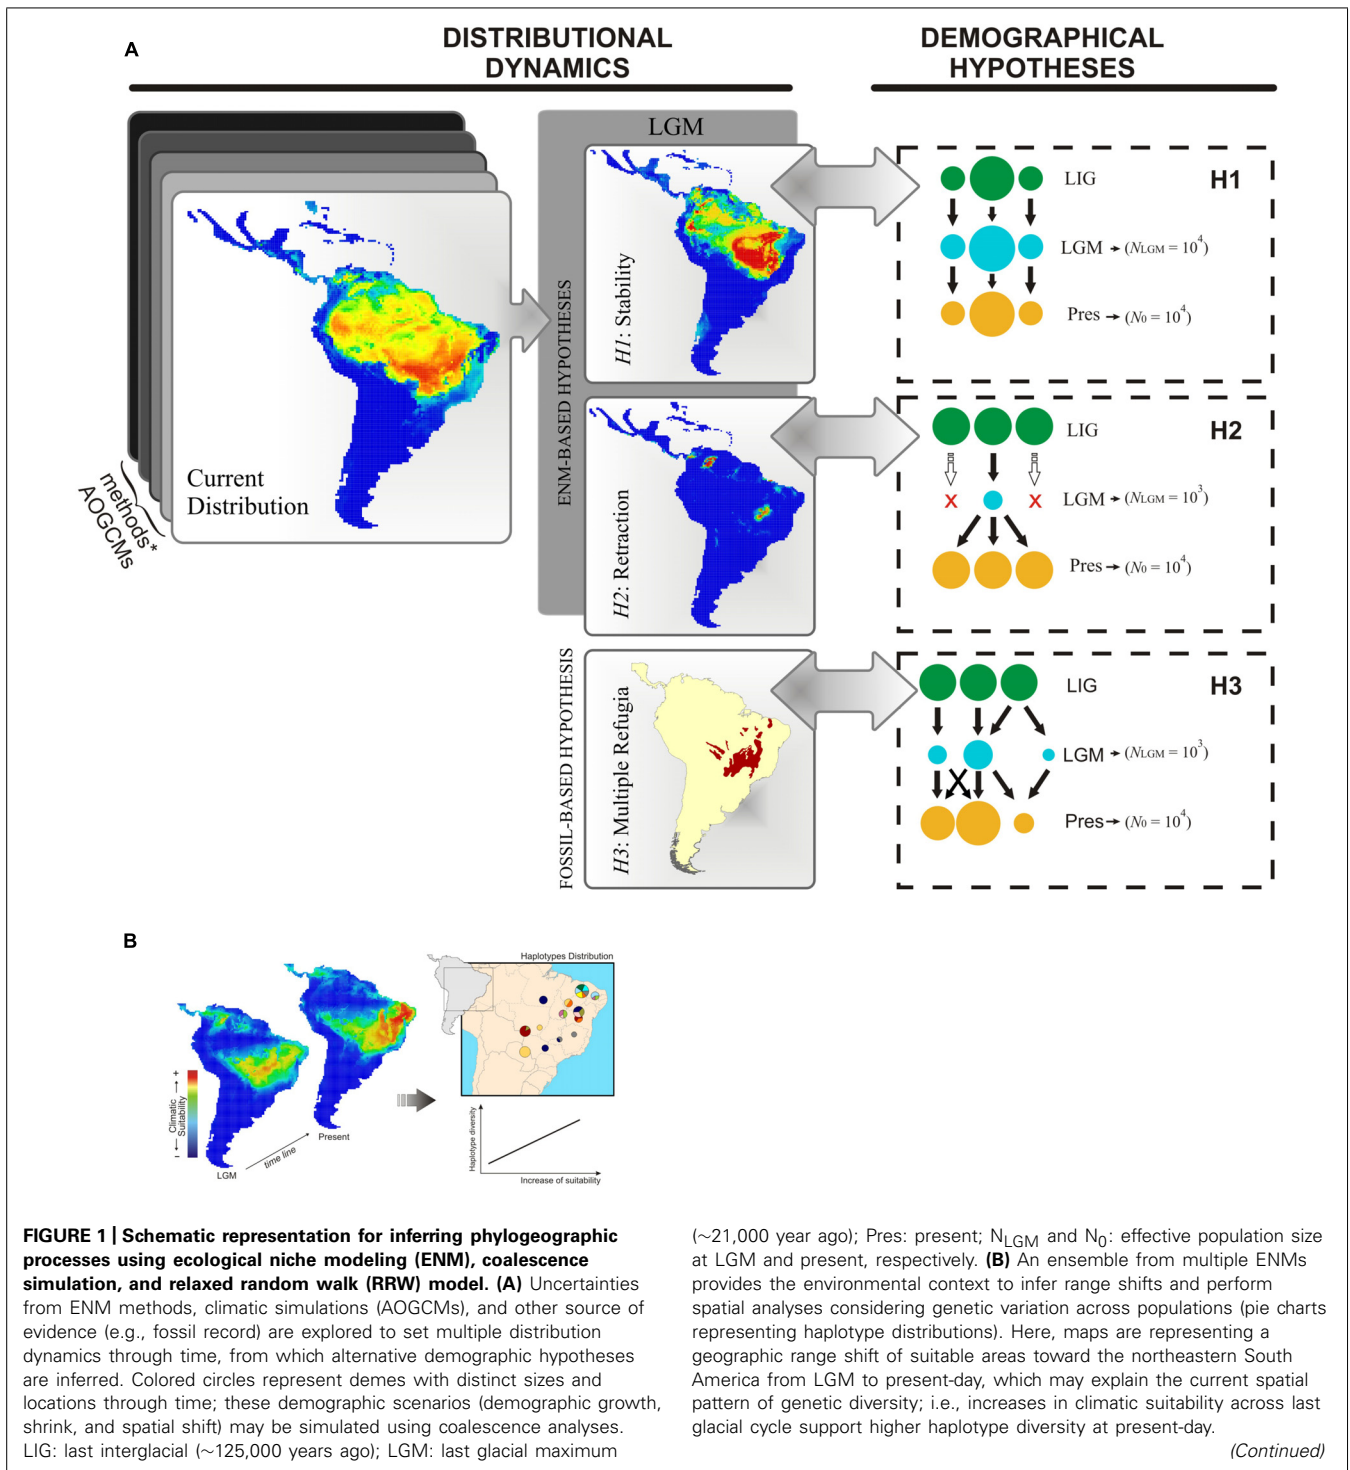 A
DISTRIBUTIONAL
DYNAMICS
DEMOGRAPHICAL
HYPOTHESES
Current
Distribution
methods*
AOGCMs
LGM
ENM-BASED HYPOTHESES
H1: Stability
H2: Retraction
FOSSIL-BASED HYPOTHESIS
H3: Multiple Refugia
LIG
H1
LGM (NLGM = 10^4)
Pres (N0 = 10^4)
LIG
H2
X X
LGM (NLGM = 10^3)
Pres (N0 = 10^4)
LIG
H3
LGM (NLGM = 10^3)
Pres (N0 = 10^4)
B
Haplotypes Distribution
+
Climatic
Suitability
−
LGM
time line
Present
Haplotype diversity
Increase of suitability
FIGURE 1 | Schematic representation for inferring phylogeographic
processes using ecological niche modeling (ENM), coalescence
simulation, and relaxed random walk (RRW) model. (A) Uncertainties
from ENM methods, climatic simulations (AOGCMs), and other source of
evidence (e.g., fossil record) are explored to set multiple distribution
dynamics through time, from which alternative demographic hypotheses
are inferred. Colored circles represent demes with distinct sizes and
locations through time; these demographic scenarios (demographic growth,
shrink, and spatial shift) may be simulated using coalescence analyses.
LIG: last interglacial (~125,000 years ago); LGM: last glacial maximum
(~21,000 year ago); Pres: present; NLGM and N0: effective population size
at LGM and present, respectively. (B) An ensemble from multiple ENMs
provides the environmental context to infer range shifts and perform
spatial analyses considering genetic variation across populations (pie charts
representing haplotype distributions). Here, maps are representing a
geographic range shift of suitable areas toward the northeastern South
America from LGM to present-day, which may explain the current spatial
pattern of genetic diversity; i.e., increases in climatic suitability across last
glacial cycle support higher haplotype diversity at present-day.
(Continued)